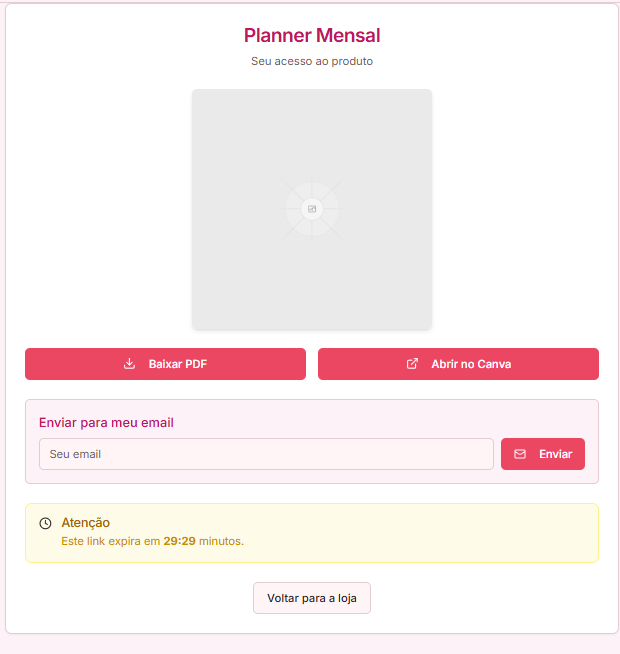 Planner Mensal
Seu acesso ao produto
Baixar PDF
Abrir no Canva
Enviar para meu email
Seu email
Enviar
Atenção
Este link expira em 29:29 minutos.
Voltar para a loja